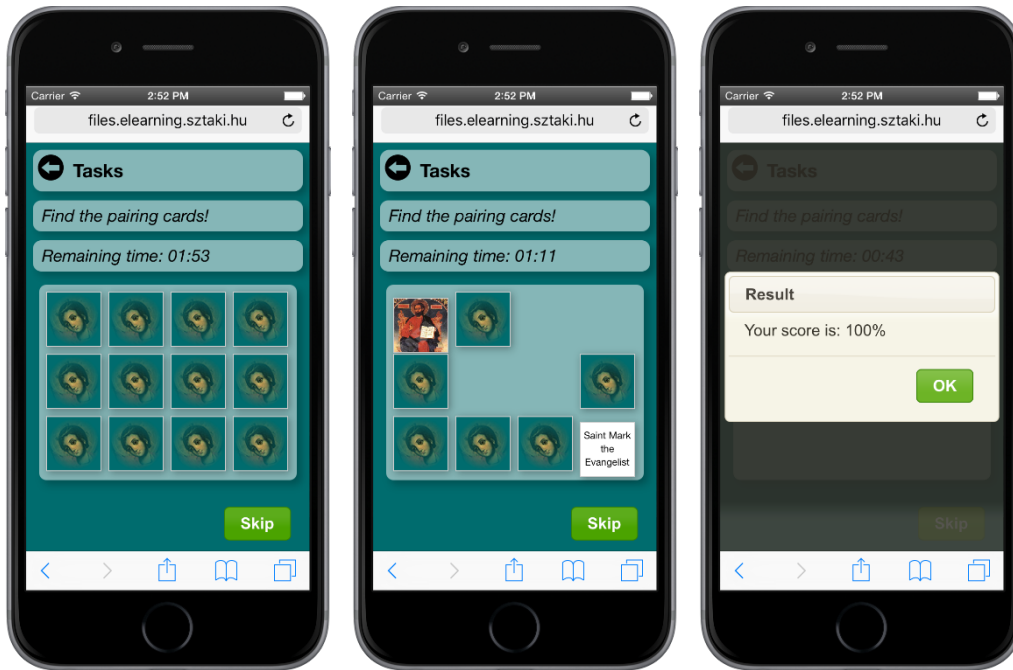 Carrier 2:52 PM
files.elearning.sztaki.hu
Tasks
Find the pairing cards!
Remaining time: 01:53
Skip
Carrier 2:52 PM
files.elearning.sztaki.hu
Tasks
Find the pairing cards!
Remaining time: 01:11
Saint Mark
the
Evangelist
Skip
Carrier 2:52 PM
files.elearning.sztaki.hu
Tasks
Find the pairing cards!
Remaining time: 00:43
Result
Your score is: 100%
OK
Skip